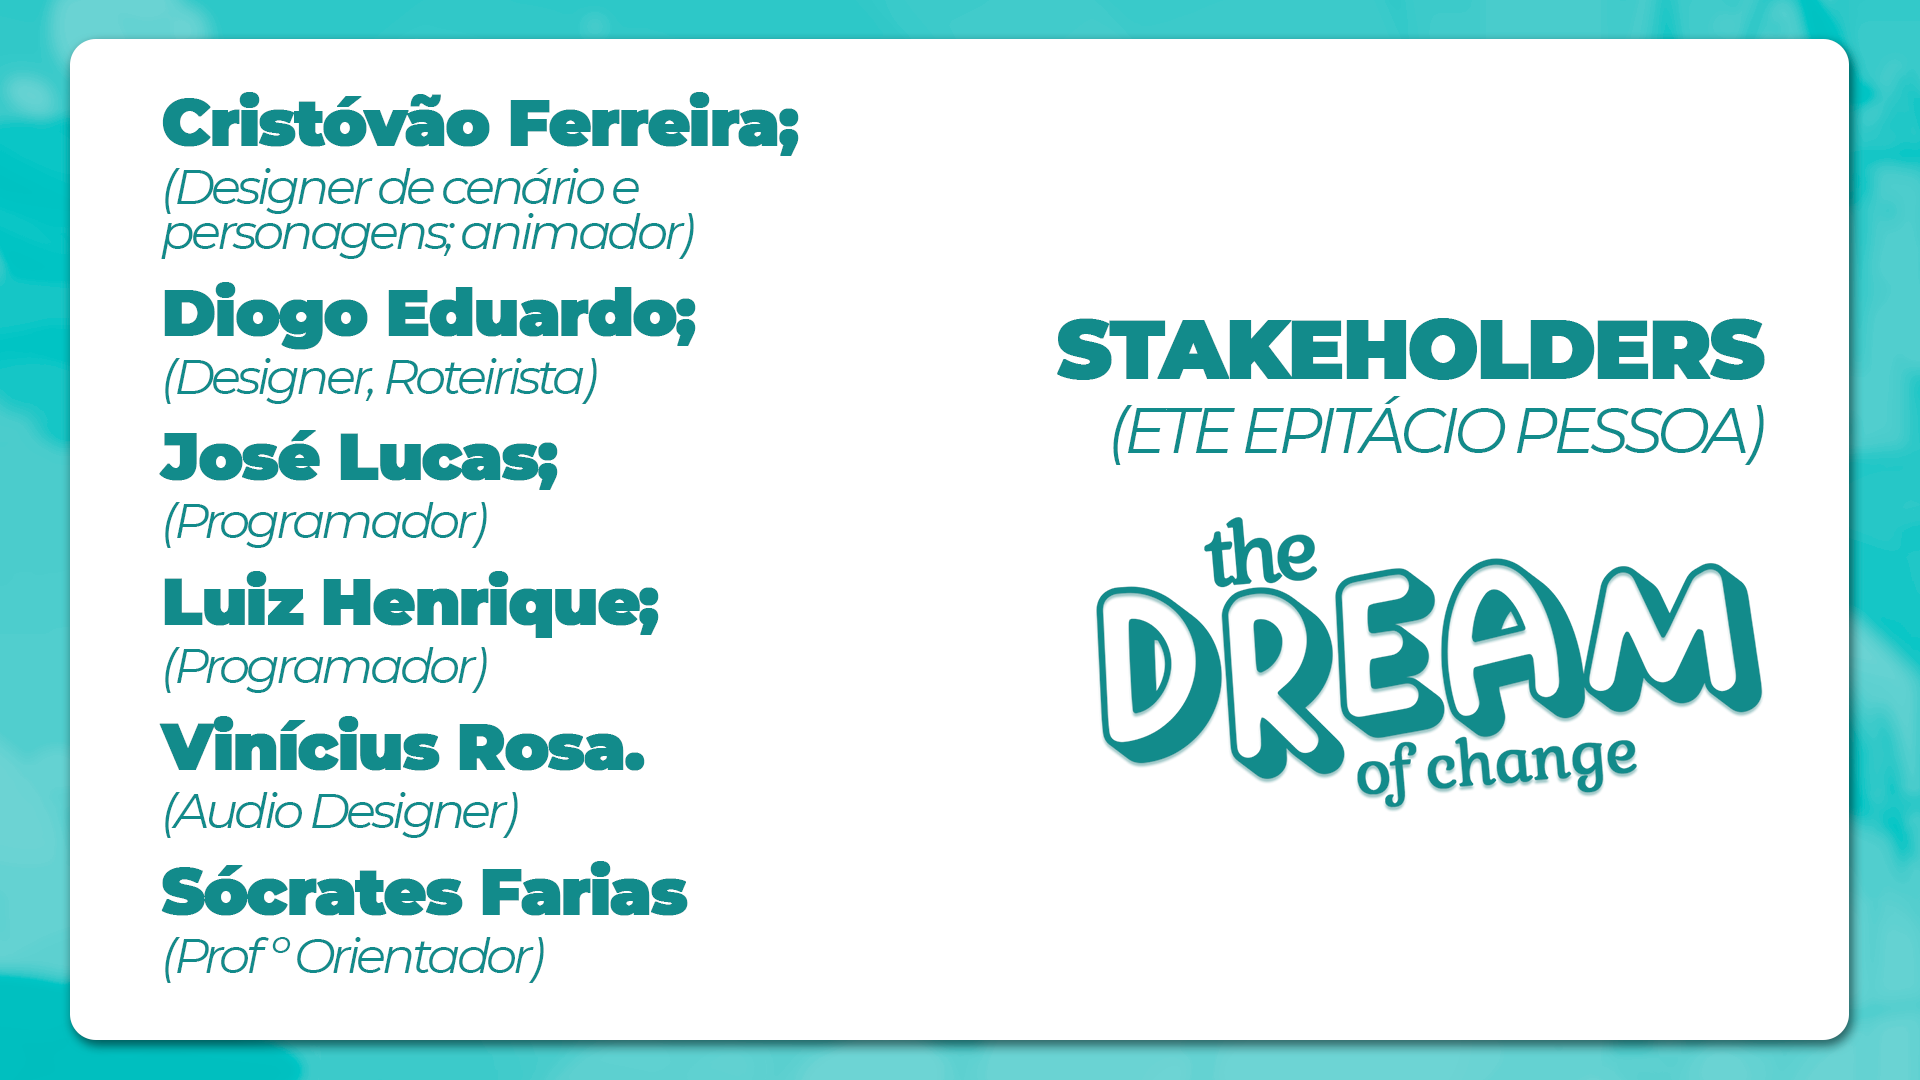 Cristóvão Ferreira;
(Designer de cenário e
personagens; animador)
Diogo Eduardo;
(Designer, Roteirista)
José Lucas;
(Programador)
Luiz Henrique;
(Programador)
Vinícius Rosa.
(Audio Designer)
Sócrates Farias
(Prof° Orientador)
STAKEHOLDERS
(ETE EPITÁCIO PESSOA)
the
DREAM
of change